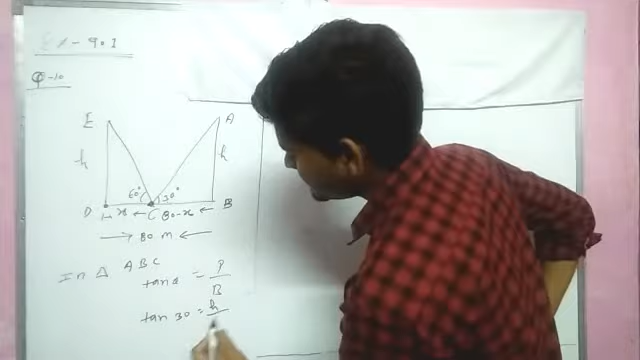 Ex-9.1
Q-10
E A
h h
60° 30°
D x C 80-x B
80 m
In Δ ABC
tanθ = P/B
tan 30 = h/